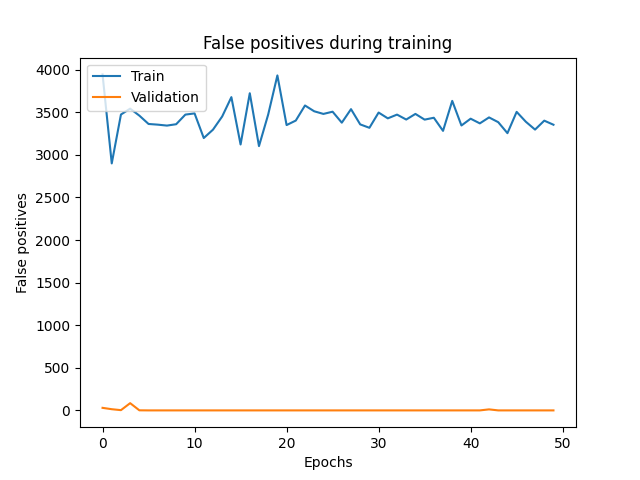 False positives during training
Train
Validation
4000
3500
3000
2500
2000
1500
1000
500
0
False positives
0 10 20 30 40 50
Epochs